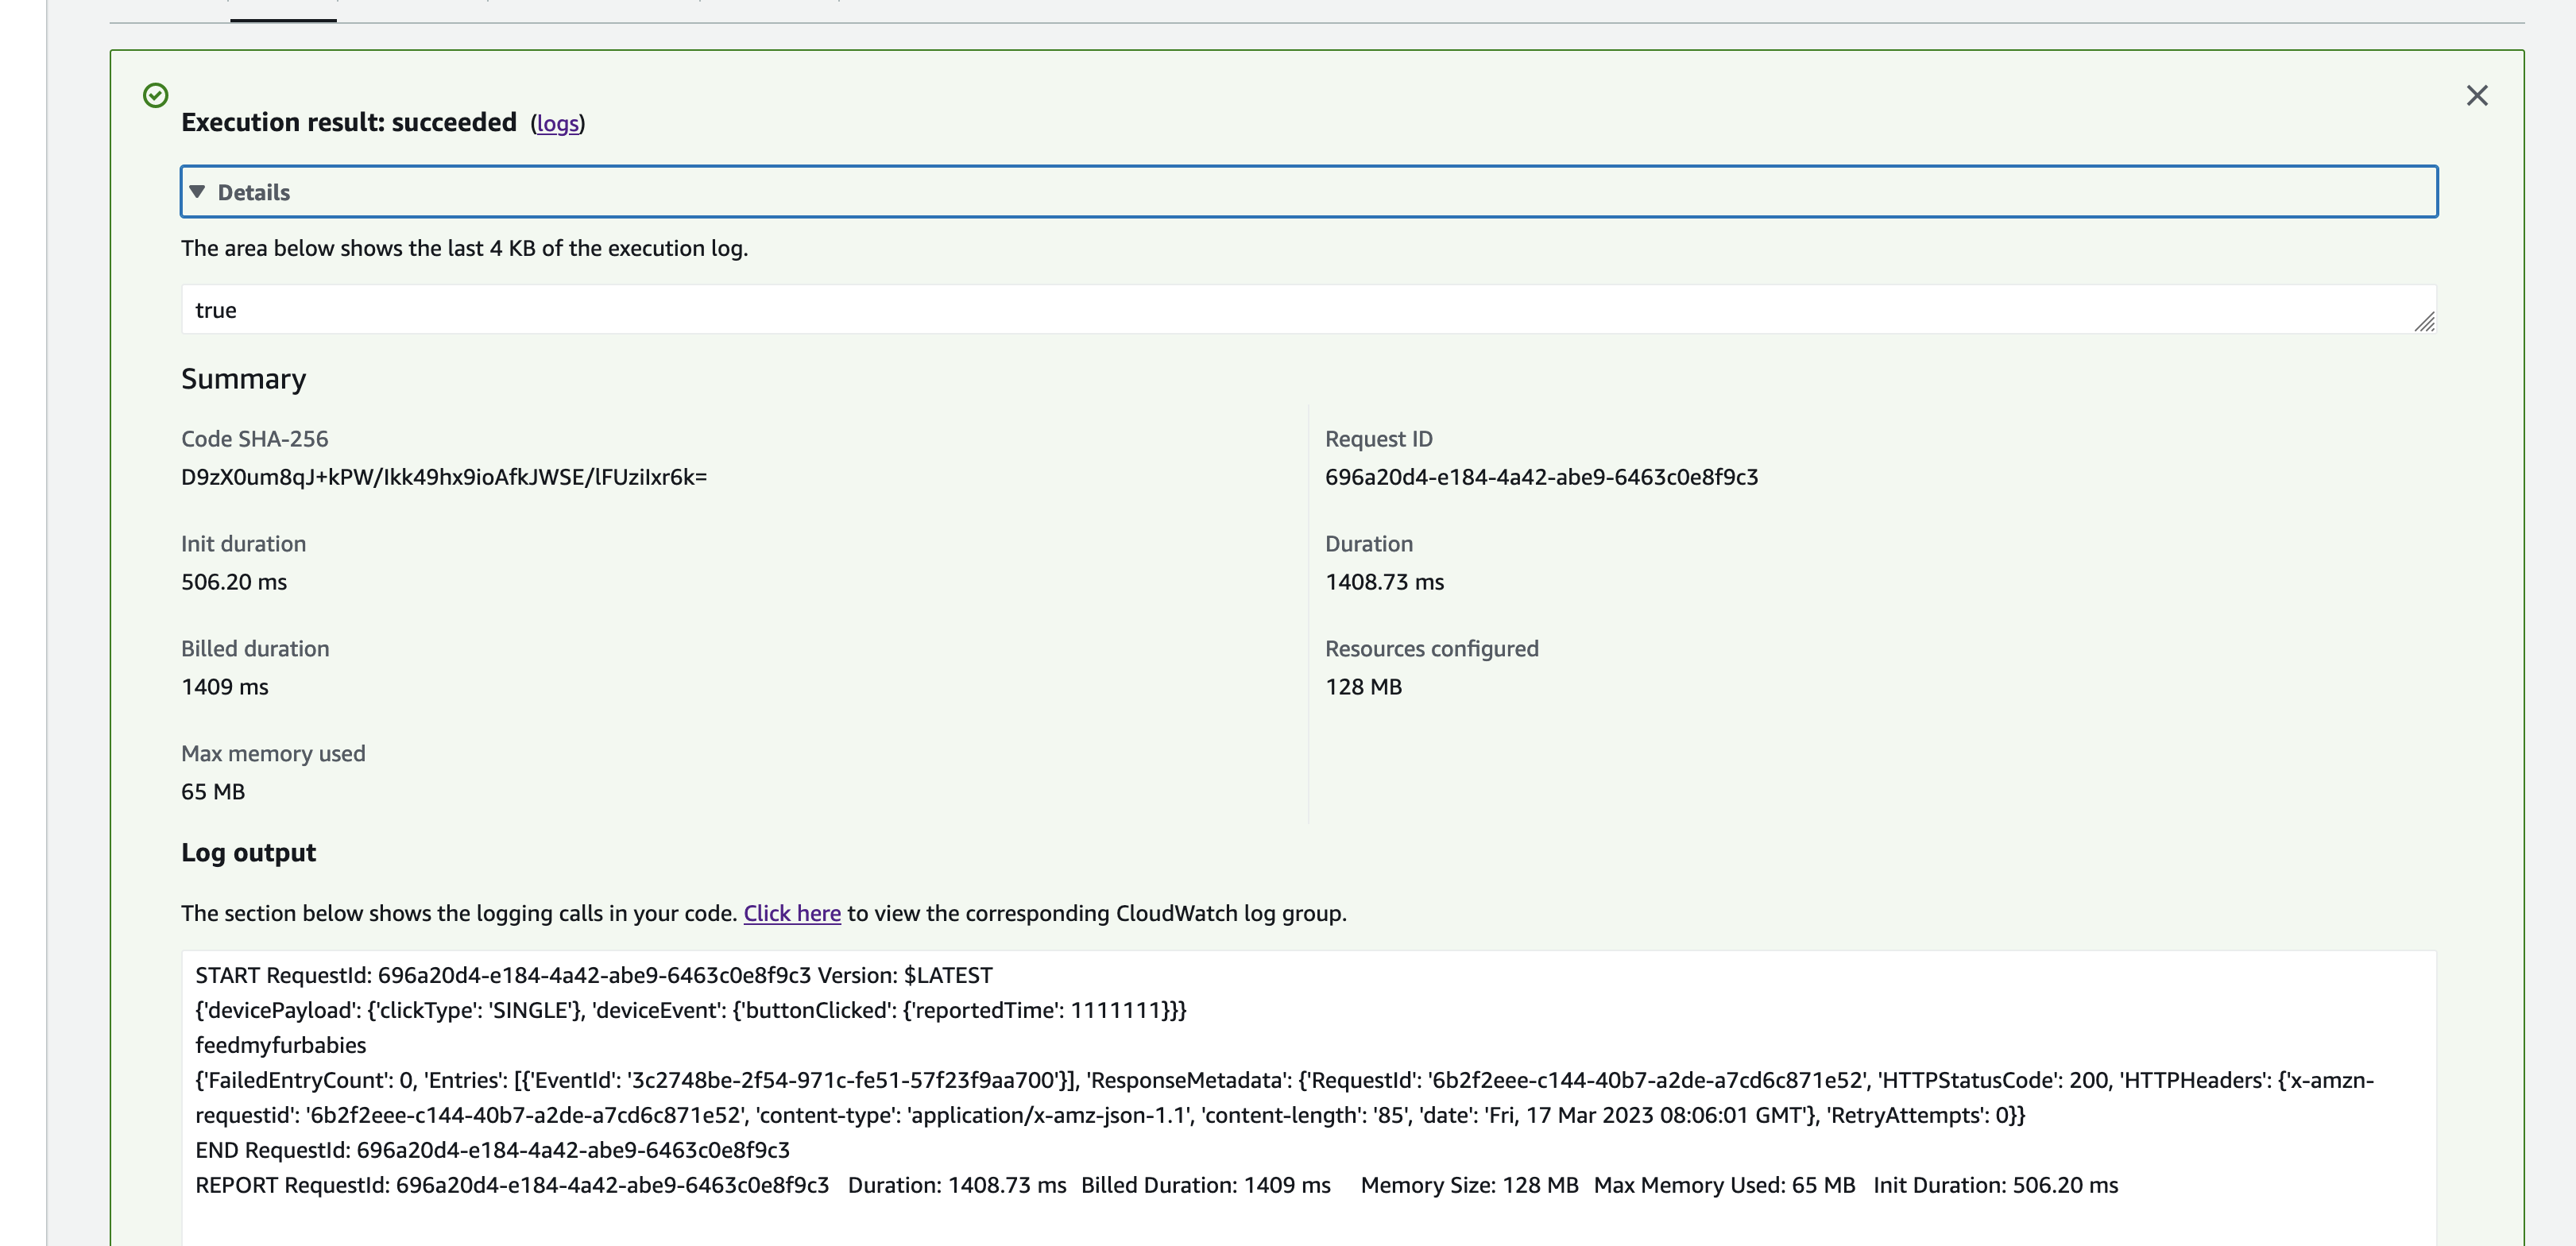 Execution result: succeeded (logs)
Details
The area below shows the last 4 KB of the execution log.
true
Summary
Code SHA-256
D9zX0um8qJ+kPW/Ikk49hx9ioAfkJWSE/lFUziIxr6k=
Request ID
696a20d4-e184-4a42-abe9-6463c0e8f9c3
Init duration
506.20 ms
Duration
1408.73 ms
Billed duration
1409 ms
Resources configured
128 MB
Max memory used
65 MB
Log output
The section below shows the logging calls in your code. Click here to view the corresponding CloudWatch log group.
START RequestId: 696a20d4-e184-4a42-abe9-6463c0e8f9c3 Version: $LATEST
{'devicePayload': {'clickType': 'SINGLE'}, 'deviceEvent': {'buttonClicked': {'reportedTime': 1111111}}}
feedmyfurbabies
{'FailedEntryCount': 0, 'Entries': [{'EventId': '3c2748be-2f54-971c-fe51-57f23f9aa700'}], 'ResponseMetadata': {'RequestId': '6b2f2eee-c144-40b7-a2de-a7cd6c871e52', 'HTTPStatusCode': 200, 'HTTPHeaders': {'x-amzn-
requestid': '6b2f2eee-c144-40b7-a2de-a7cd6c871e52', 'content-type': 'application/x-amz-json-1.1', 'content-length': '85', 'date': 'Fri, 17 Mar 2023 08:06:01 GMT'}, 'RetryAttempts': 0}}
END RequestId: 696a20d4-e184-4a42-abe9-6463c0e8f9c3
REPORT RequestId: 696a20d4-e184-4a42-abe9-6463c0e8f9c3 Duration: 1408.73 ms Billed Duration: 1409 ms Memory Size: 128 MB Max Memory Used: 65 MB Init Duration: 506.20 ms